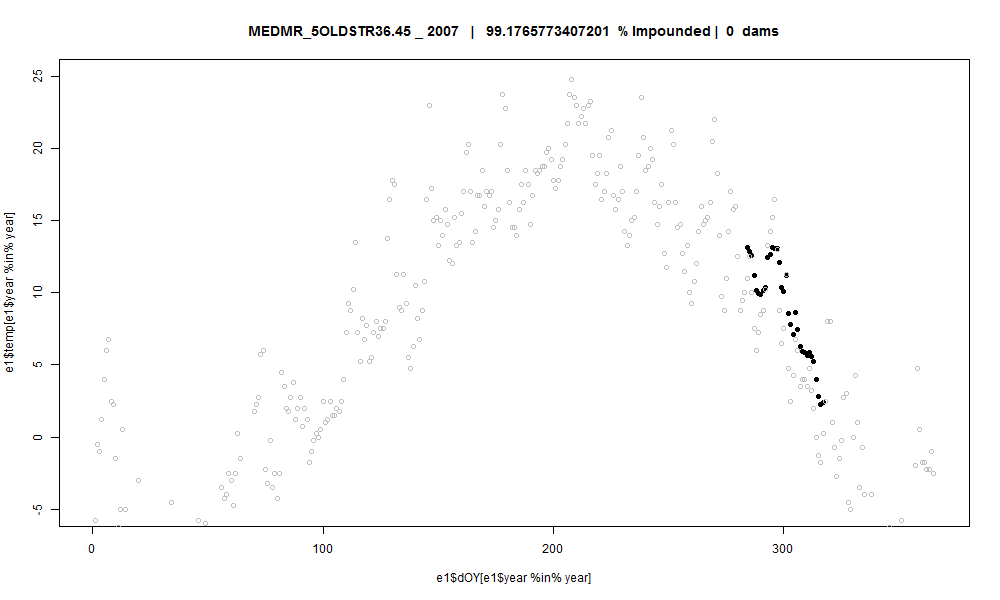 MEDMR_5OLDSTR36.45 _ 2007 | 99.1765773407201 % Impounded | 0 dams
e1$temp[e1$year %in% year]
25
20
15
10
5
0
-5
0 100 200 300
e1$dOY[e1$year %in% year]